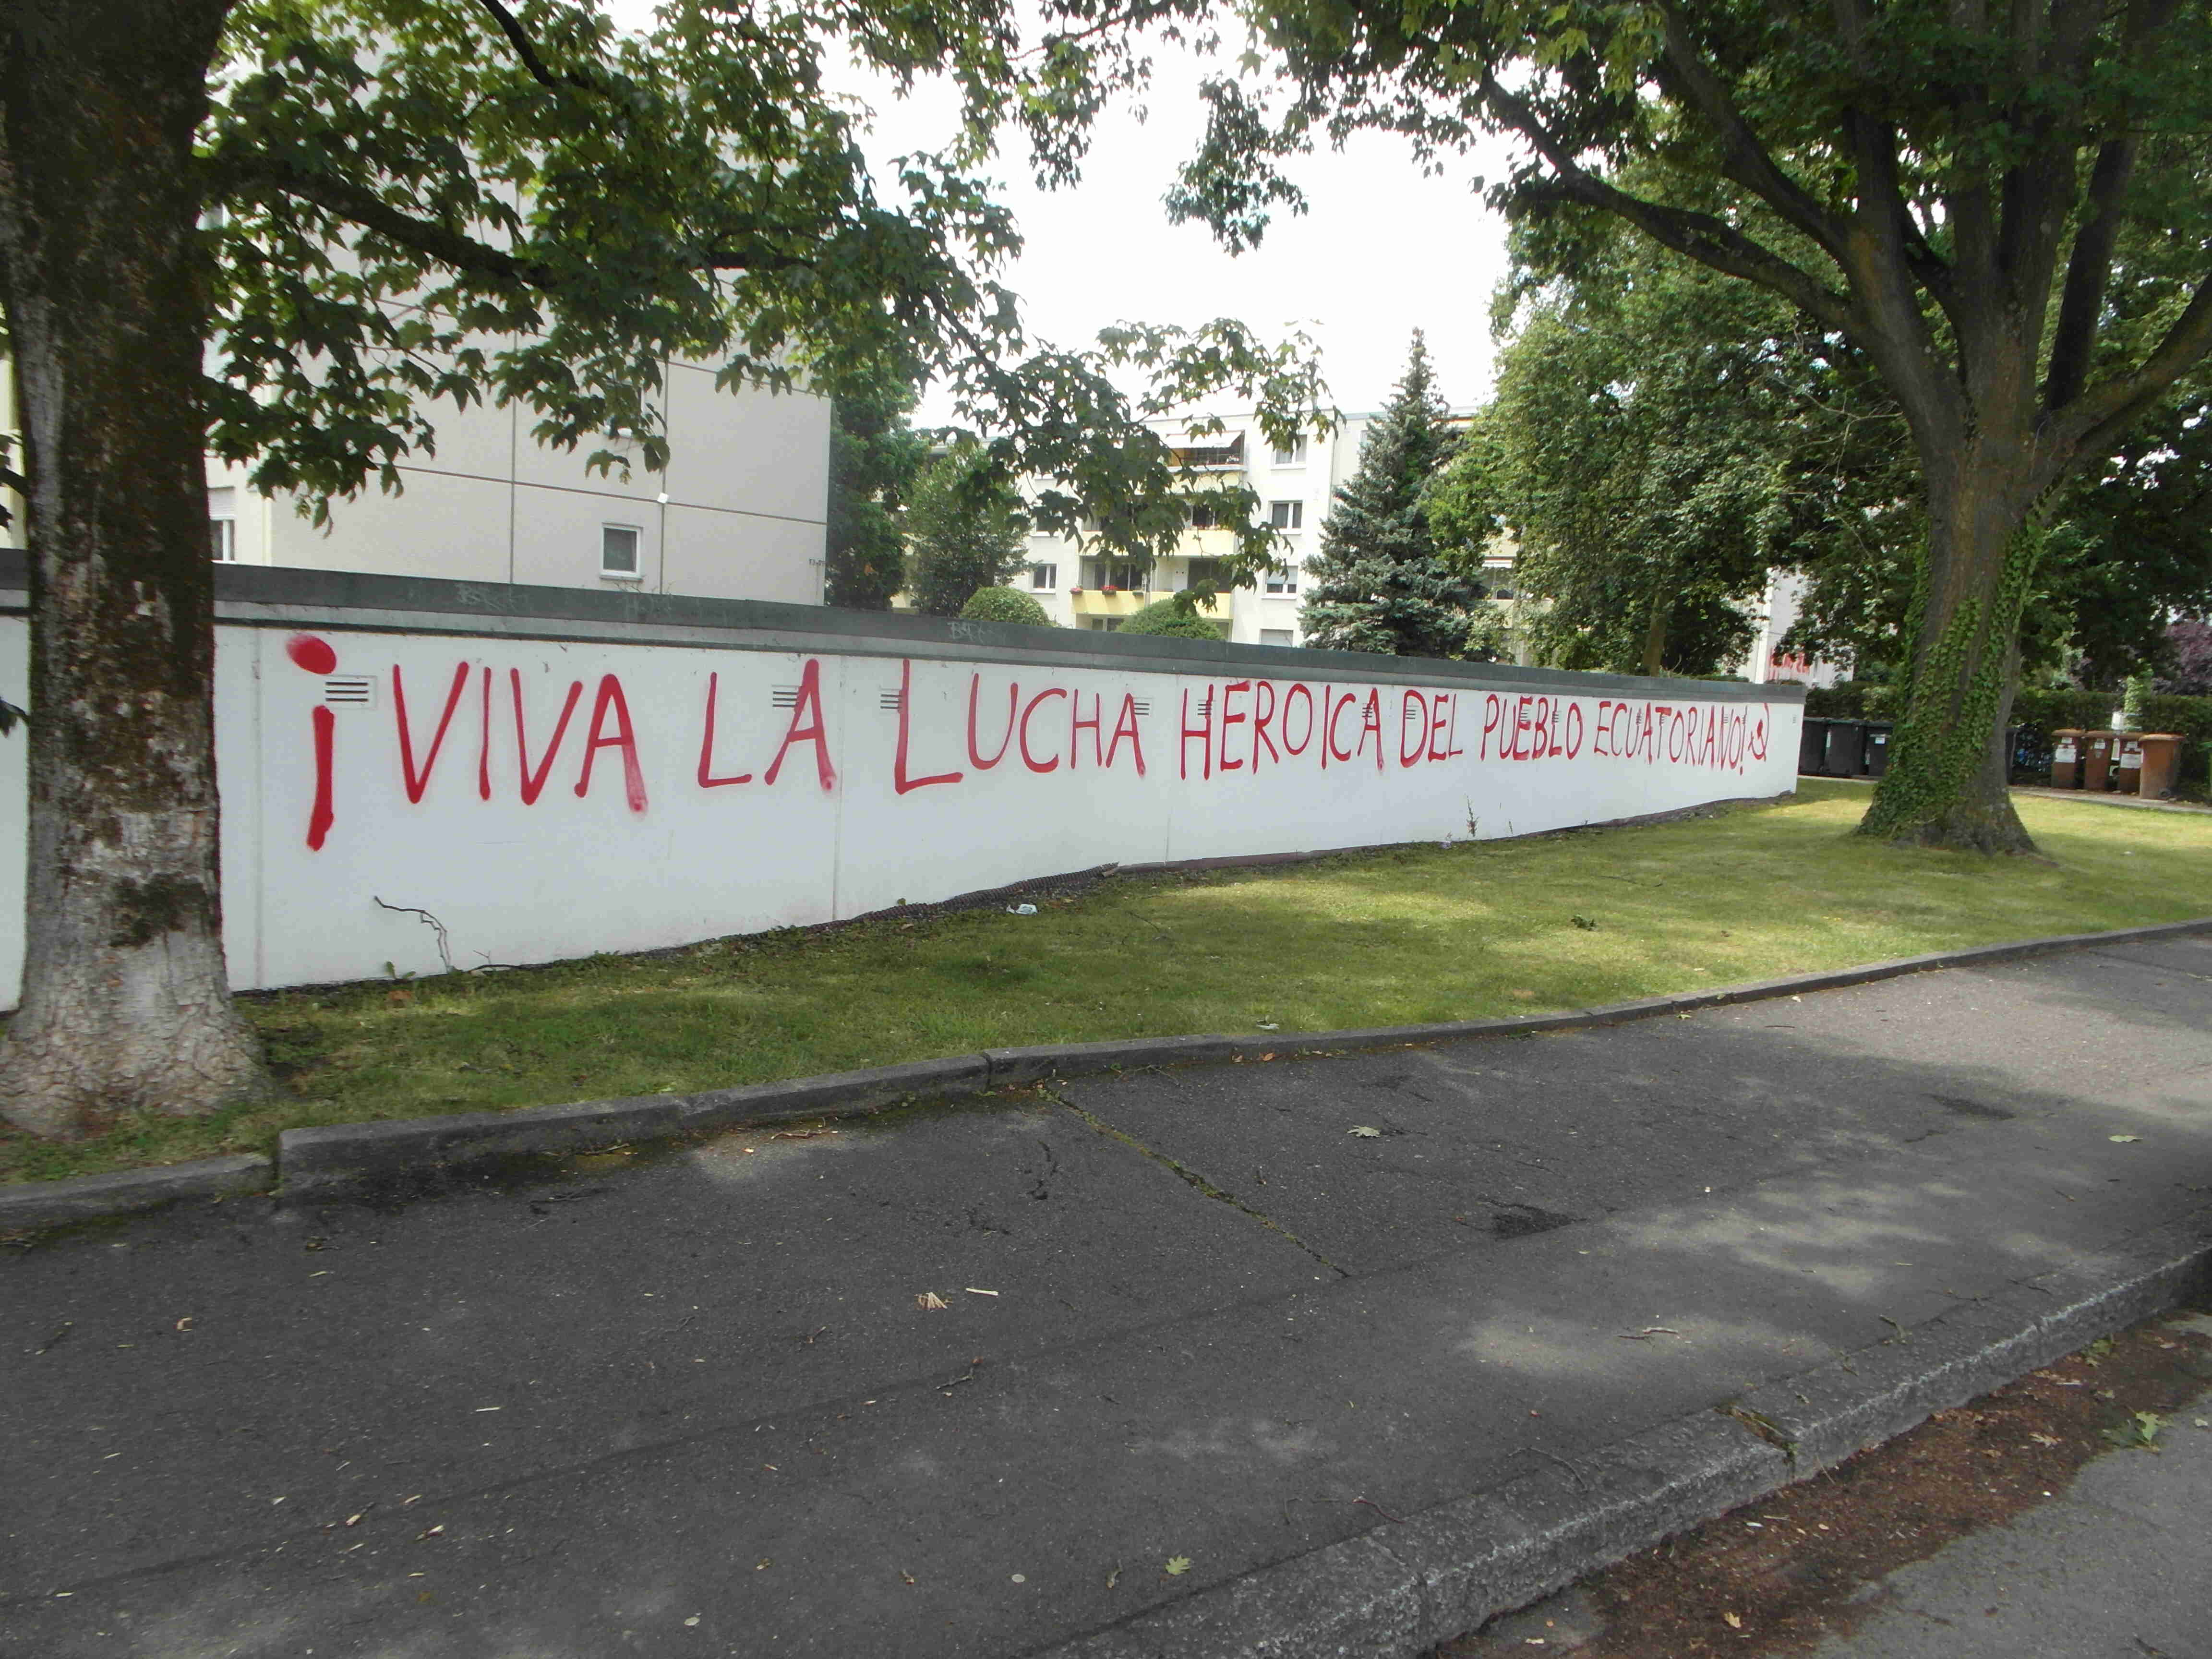 ¡VIVA LA LUCHA HEROICA DEL PUEBLO ECUATORIANO!☭